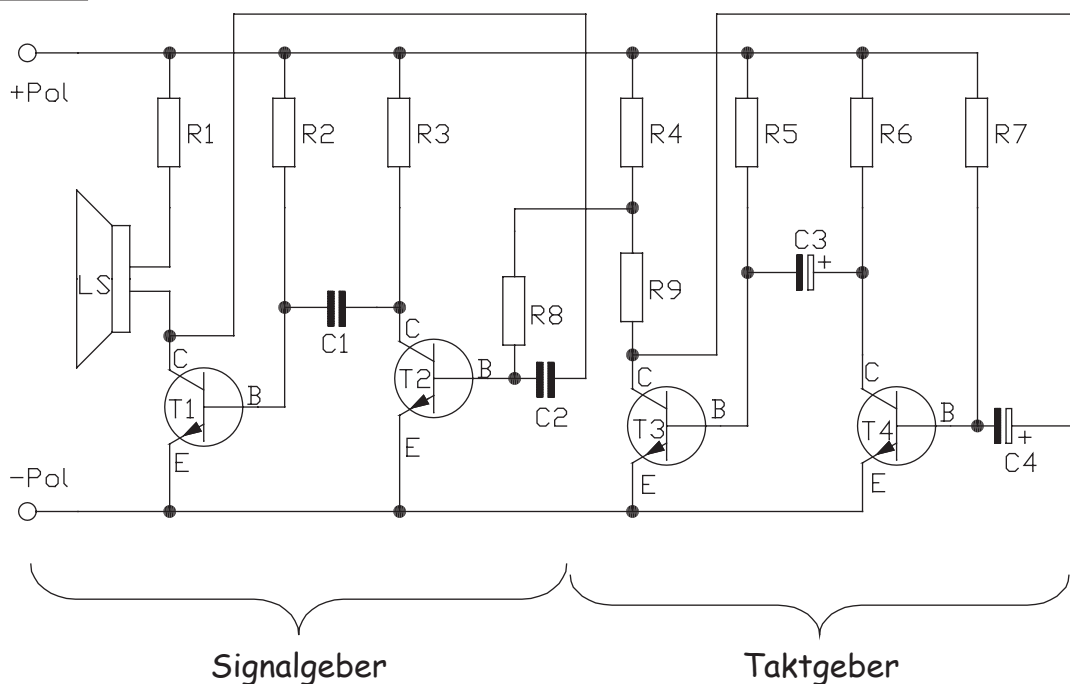 +Pol
R1
R2
R3
R4
R5
R6
R7
LS
C1
R8
R9
C3
+
C
T1
B
E
C
T2
B
E
C2
C
T3
B
E
C
T4
B
E
C4
+
-Pol
Signalgeber
Taktgeber